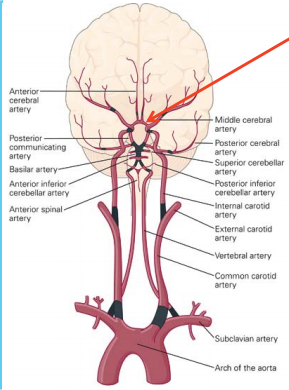 Anterior
cerebral
artery
Posterior
communicating
artery
Basilar artery
Anterior inferior
cerebellar artery
Anterior spinal
artery
Middle cerebral
artery
Posterior cerebral
artery
Superior cerebellar
artery
Posterior inferior
cerebellar artery
Internal carotid
artery
External carotid
artery
Vertebral artery
Common carotid
artery
Subclavian artery
Arch of the aorta